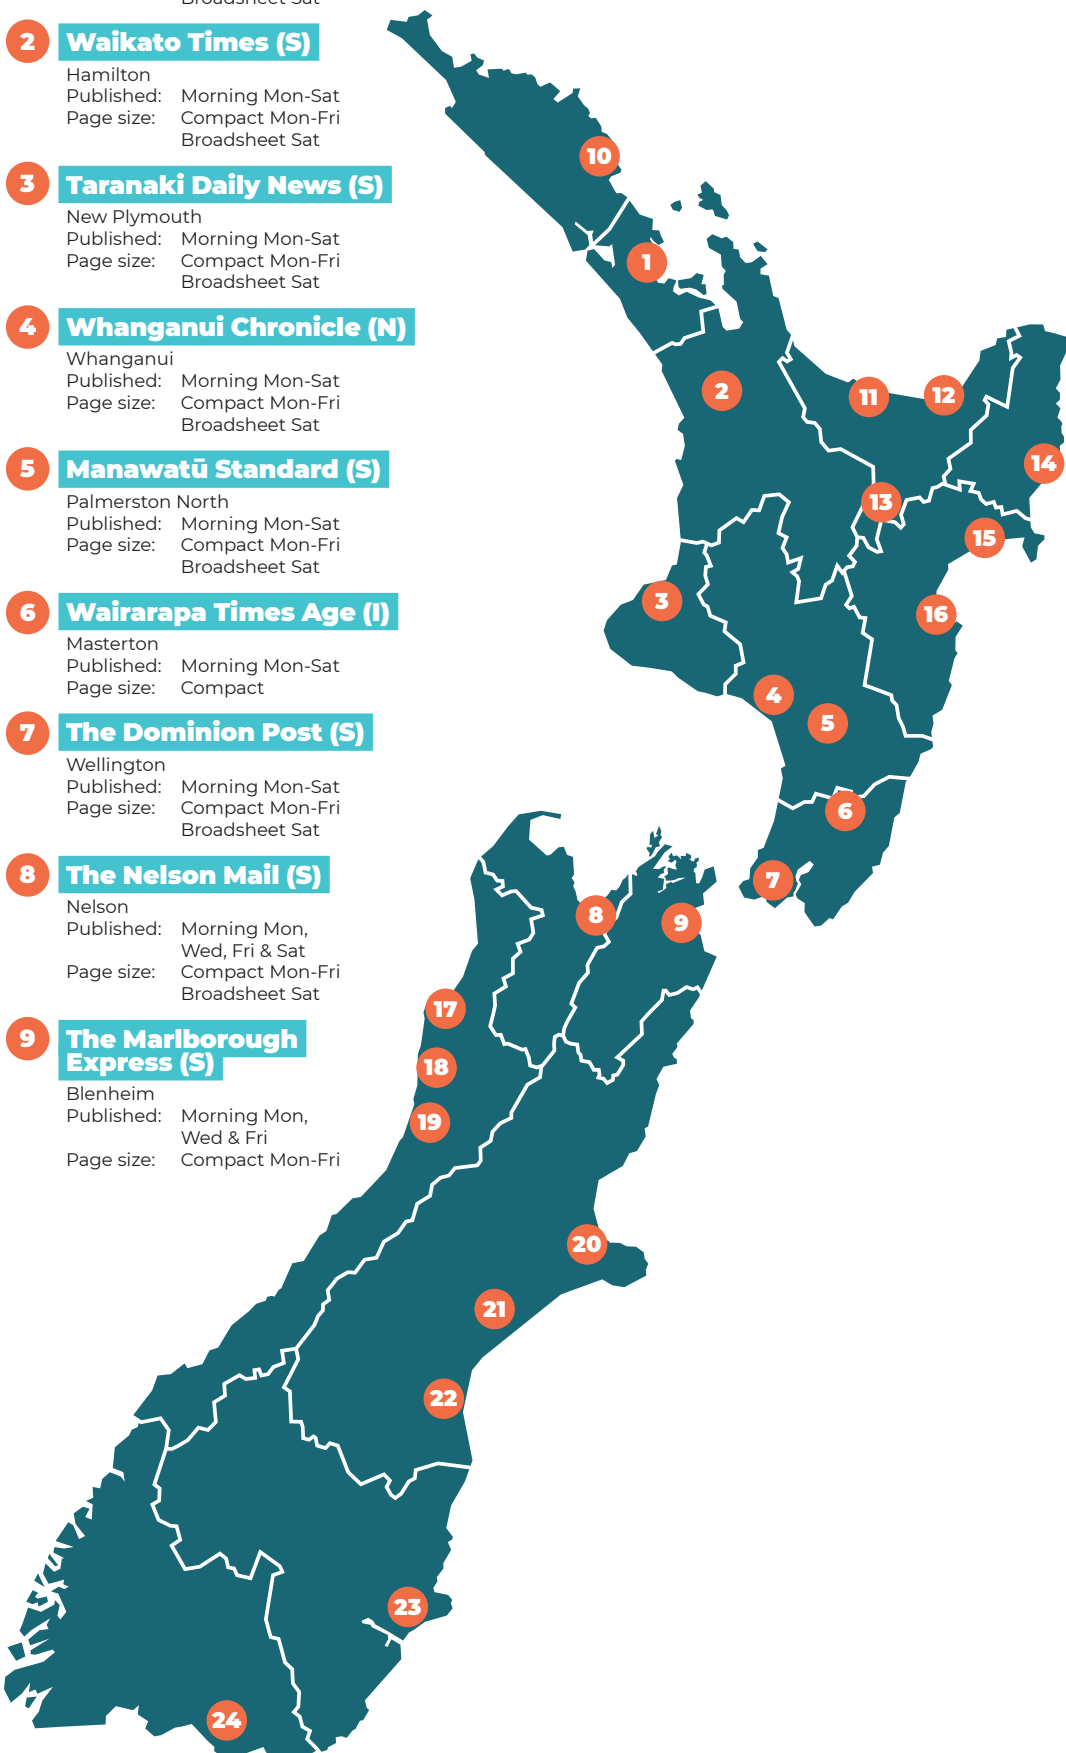 Broadsheet Sat
2 Waikato Times (S)
Hamilton
Published: Morning Mon-Sat
Page size: Compact Mon-Fri
Broadsheet Sat
3 Taranaki Daily News (S)
New Plymouth
Published: Morning Mon-Sat
Page size: Compact Mon-Fri
Broadsheet Sat
4 Whanganui Chronicle (N)
Whanganui
Published: Morning Mon-Sat
Page size: Compact Mon-Fri
Broadsheet Sat
5 Manawatū Standard (S)
Palmerston North
Published: Morning Mon-Sat
Page size: Compact Mon-Fri
Broadsheet Sat
6 Wairarapa Times Age (I)
Masterton
Published: Morning Mon-Sat
Page size: Compact
7 The Dominion Post (S)
Wellington
Published: Morning Mon-Sat
Page size: Compact Mon-Fri
Broadsheet Sat
8 The Nelson Mail (S)
Nelson
Published: Morning Mon,
Wed, Fri & Sat
Page size: Compact Mon-Fri
Broadsheet Sat
9 The Marlborough
Express (S)
Blenheim
Published: Morning Mon,
Wed & Fri
Page size: Compact Mon-Fri
10
1
2
11
12
14
13
15
3
16
4
5
6
7
8
9
17
18
19
20
21
22
23
24